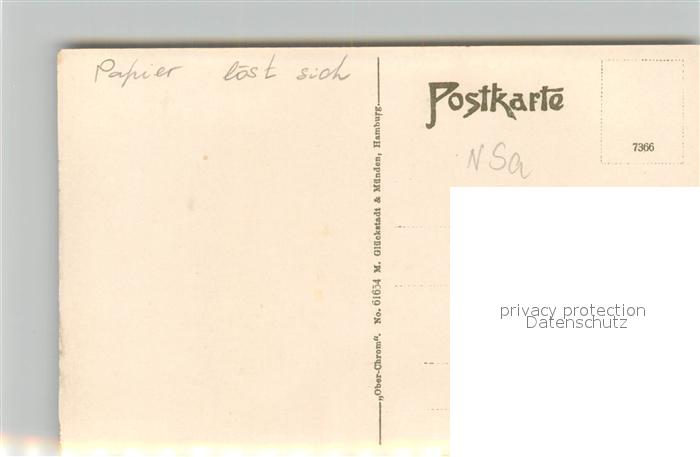 Papier löst sich
Postkarte
7366
NSa
„Ober-Chrom“. No. 61654 M. Glückstadt & Münden, Hamburg.
privacy protection
Datenschutz